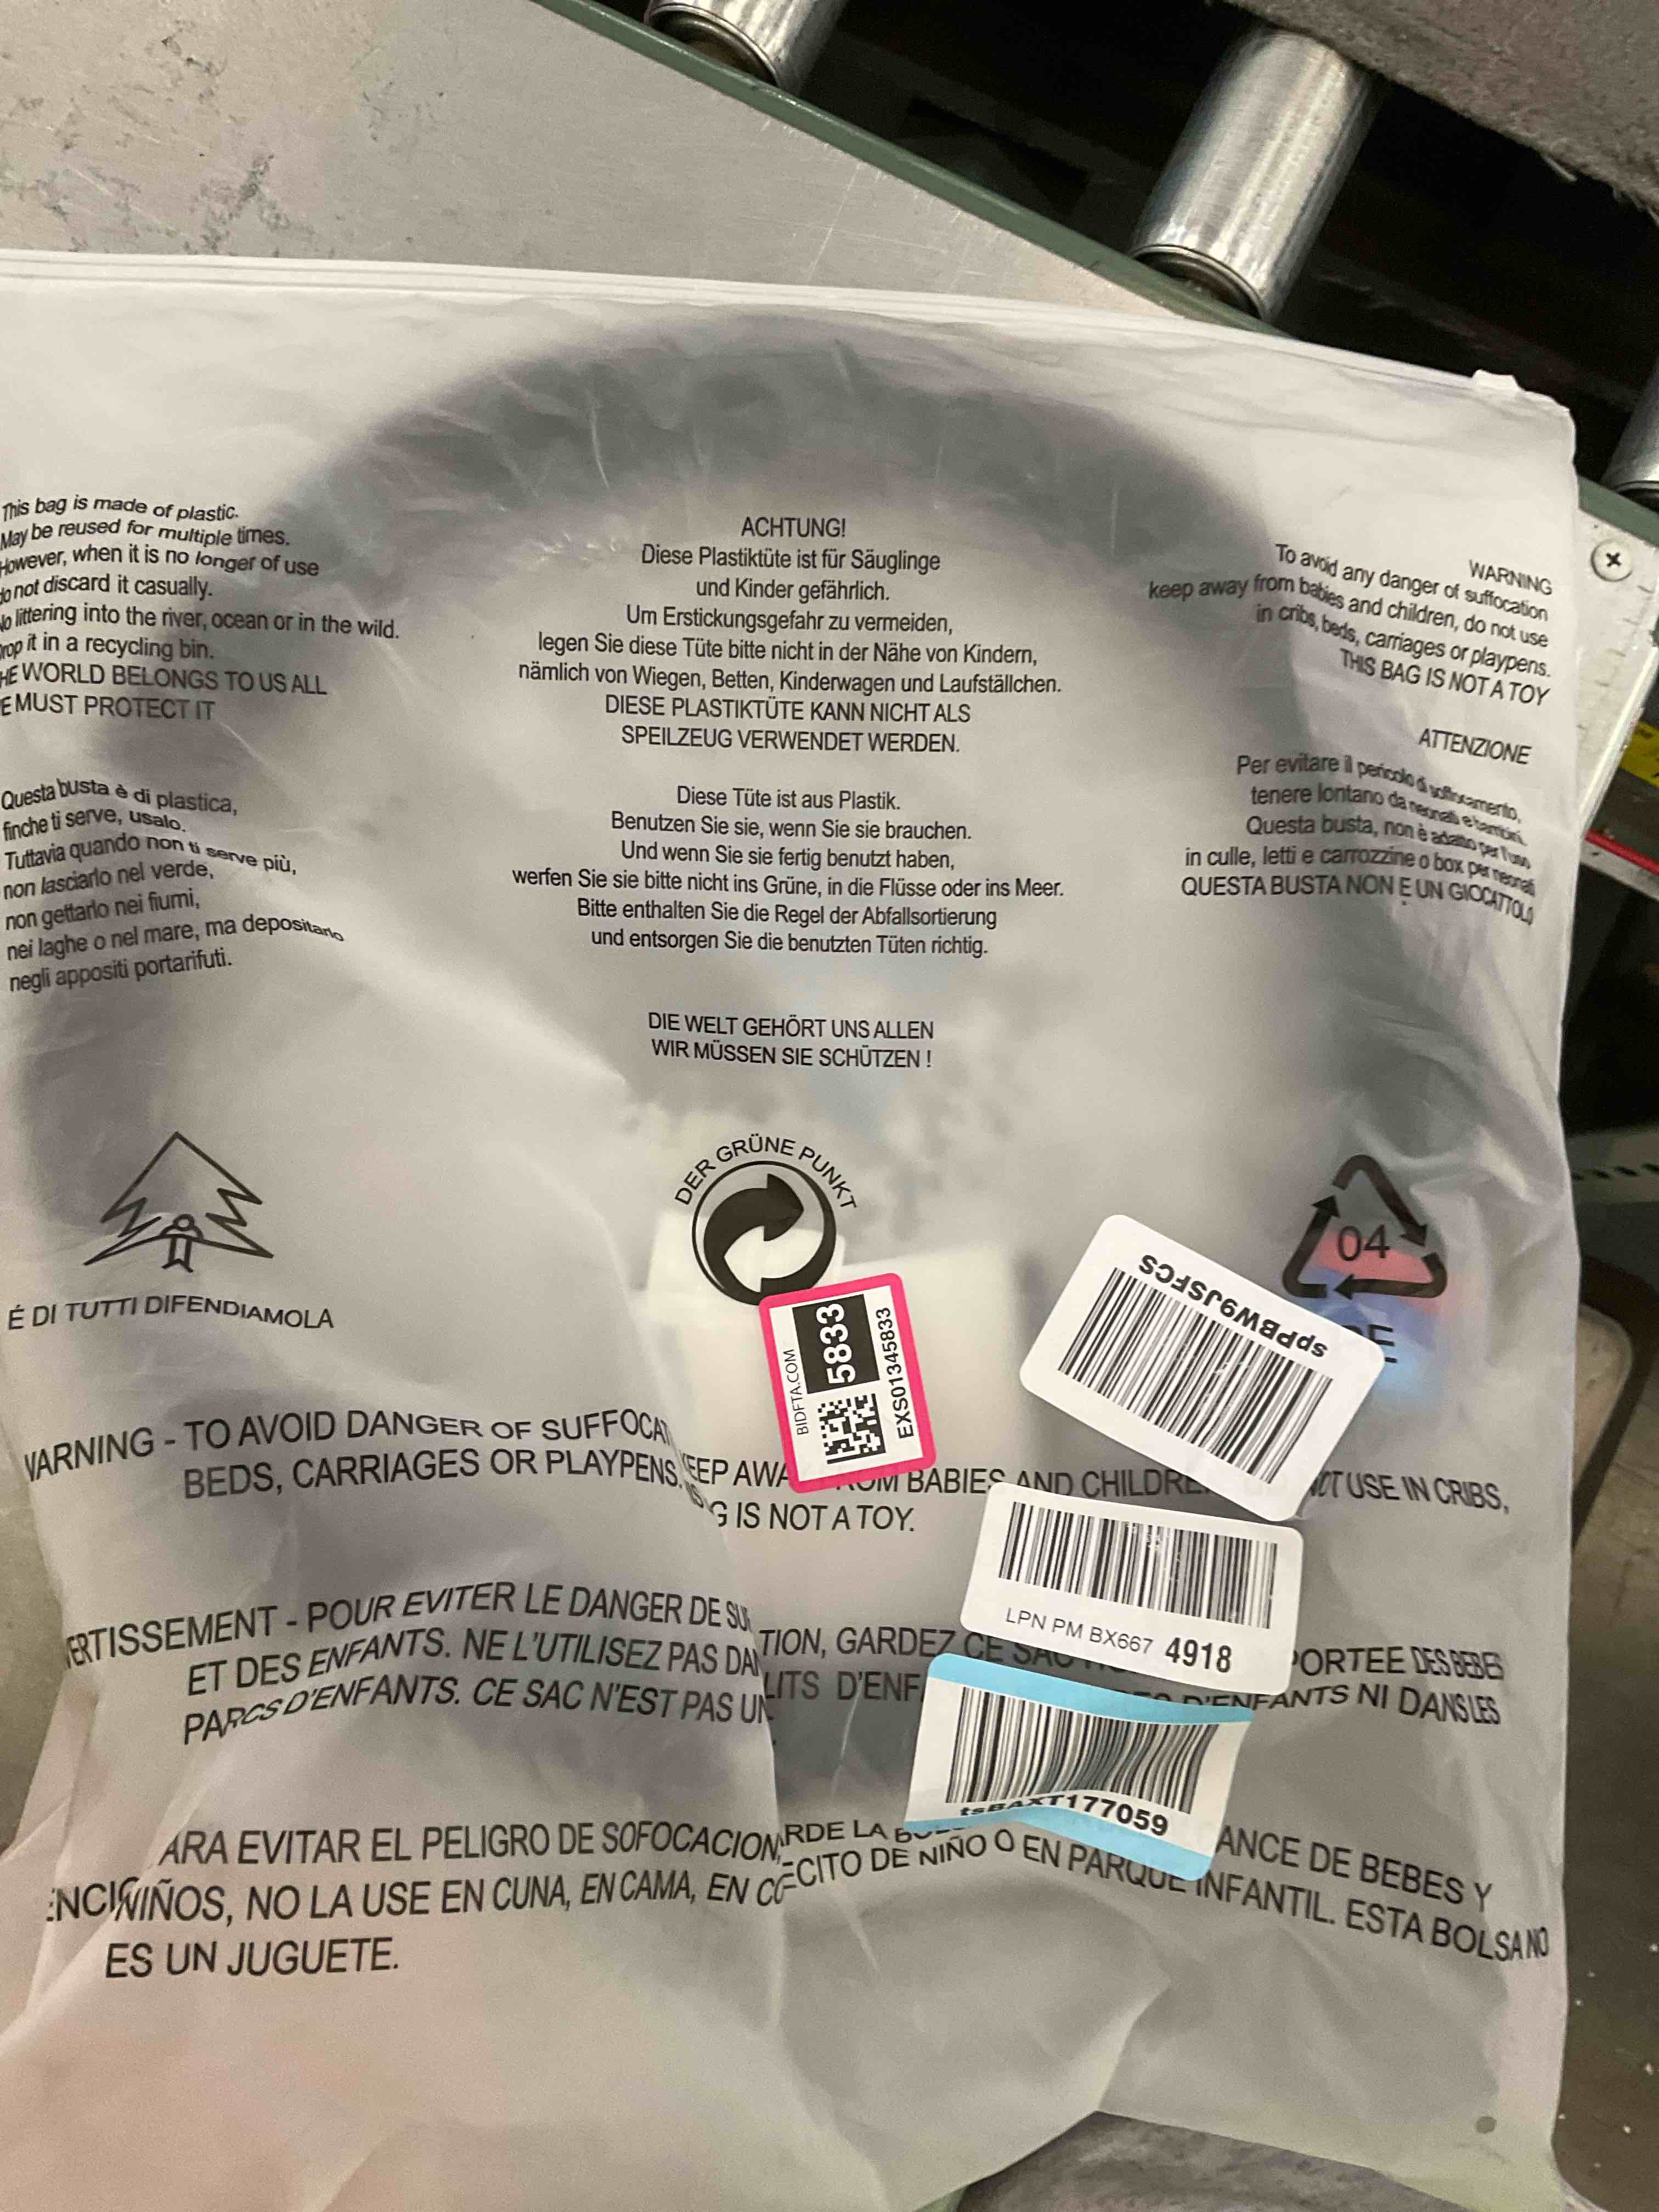 This bag is made of plastic.
May be reused for multiple times.
However, when it is no longer of use
do not discard it casually.
No littering into the river, ocean or in the wild.
rop it in a recycling bin.
HE WORLD BELONGS TO US ALL
E MUST PROTECT IT
Questa busta è di plastica,
finche ti serve, usalo.
Tuttavia quando non ti serve più,
non lasciarlo nel verde,
non gettarlo nei fiumi,
nei laghe o nel mare, ma depositarlo
negli appositi portarifuti.
É DI TUTTI DIFENDIAMOLA
ACHTUNG!
Diese Plastiktüte ist für Säuglinge
und Kinder gefährlich.
Um Erstickungsgefahr zu vermeiden,
legen Sie diese Tüte bitte nicht in der Nähe von Kindern,
nämlich von Wiegen, Betten, Kinderwagen und Laufställchen.
DIESE PLASTIKTÜTE KANN NICHT ALS
SPEILZEUG VERWENDET WERDEN.
Diese Tüte ist aus Plastik.
Benutzen Sie sie, wenn Sie sie brauchen.
Und wenn Sie sie fertig benutzt haben,
werfen Sie sie bitte nicht ins Grüne, in die Flüsse oder ins Meer.
Bitte enthalten Sie die Regel der Abfallsortierung
und entsorgen Sie die benutzten Tüten richtig.
DIE WELT GEHÖRT UNS ALLEN
WIR MÜSSEN SIE SCHÜTZEN !
DER GRÜNE PUNKT
WARNING
To avoid any danger of suffocation
keep away from babies and children, do not use
in cribs, beds, carriages or playpens.
THIS BAG IS NOT A TOY
ATTENZIONE
Per evitare il pericolo di soffocamento,
tenere lontano da neonati e bambini.
Questa busta, non è adatto per l'uso
in culle, letti e carrozzine o box per neonati
QUESTA BUSTA NON E UN GIOCATTOLO
04
E
BIDFTA.COM
5833
EXS01345833
spPBW9JSFCS
LPN PM BX667 4918
tsBAXT177059
WARNING - TO AVOID DANGER OF SUFFOCA EEP AWA OM BABIES AND CHILDRE OT USE IN CRIBS,
BEDS, CARRIAGES OR PLAYPENS. G IS NOT A TOY.
ERTISSEMENT - POUR EVITER LE DANGER DE SU TION, GARDEZ CE SAC PORTEE DES BEBES
ET DES ENFANTS. NE L'UTILISEZ PAS DAN LITS D'ENF D'ENFANTS NI DANS LES
PARCS D'ENFANTS. CE SAC N'EST PAS UN
ARA EVITAR EL PELIGRO DE SOFOCACION, RDE LA ANCE DE BEBES Y
NIÑOS, NO LA USE EN CUNA, EN CAMA, EN CO ECITO DE NIÑO O EN PARQUE INFANTIL. ESTA BOLSA NO
ES UN JUGUETE.